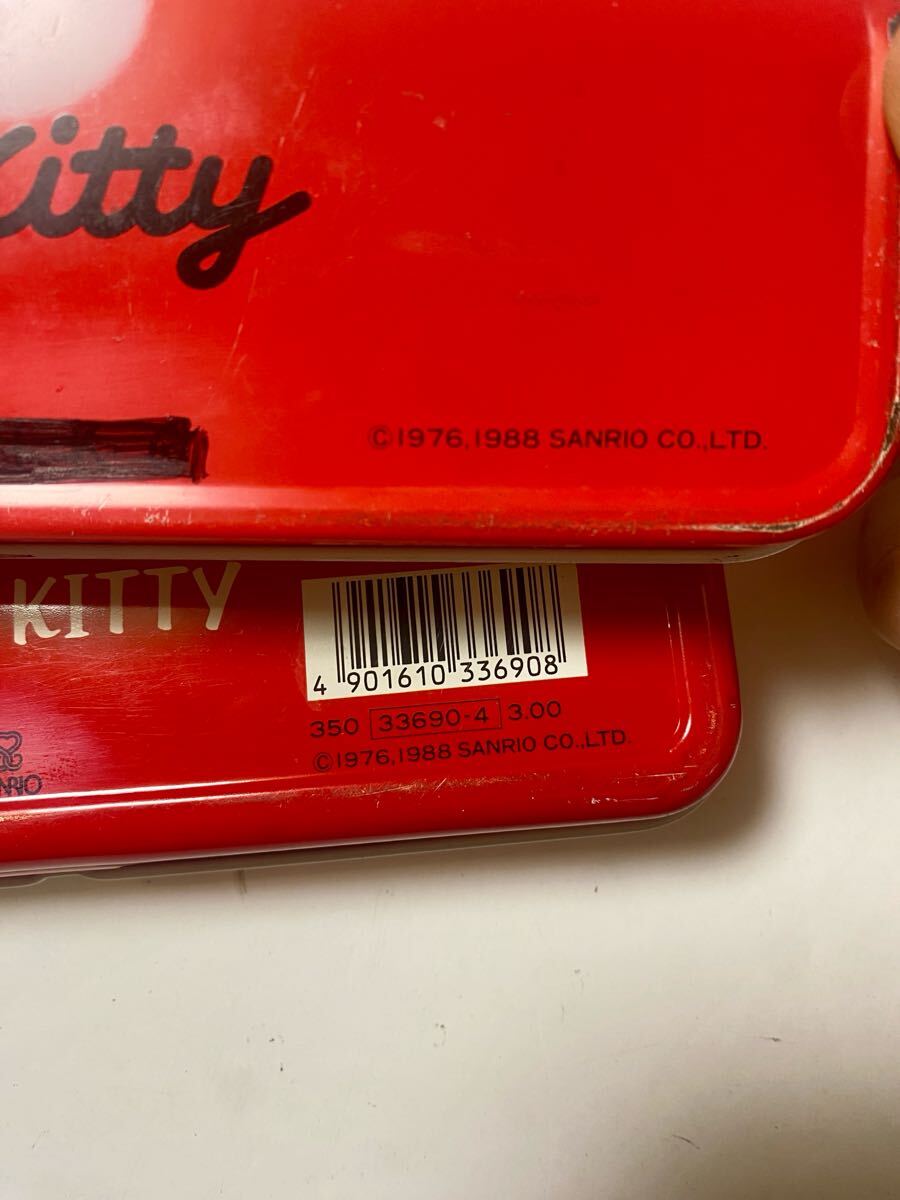 Kitty
©1976,1988 SANRIO CO.,LTD.
KITTY
4 901610 336908
350 33690-4 3.00
©1976,1988 SANRIO CO.,LTD.